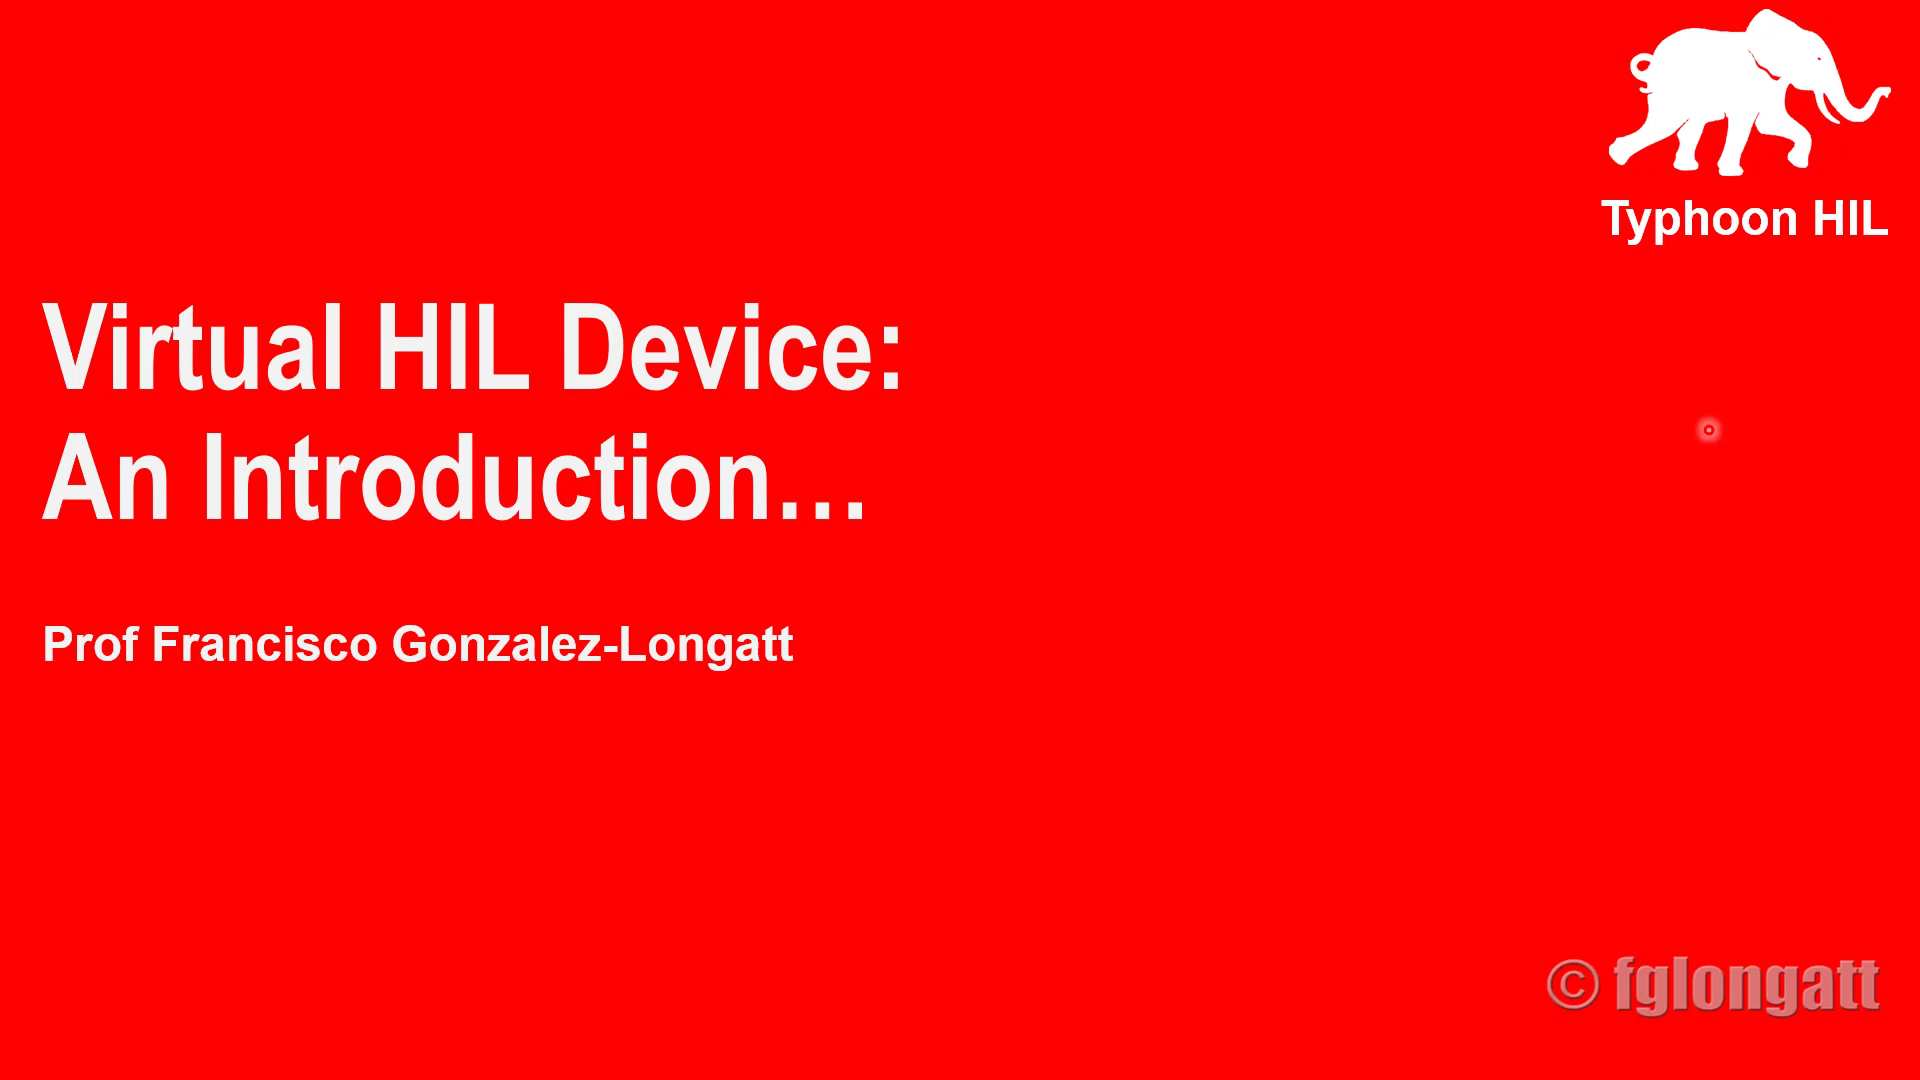 Typhoon HIL
Virtual HIL Device:
An Introduction…
Prof Francisco Gonzalez-Longatt
© fglongatt